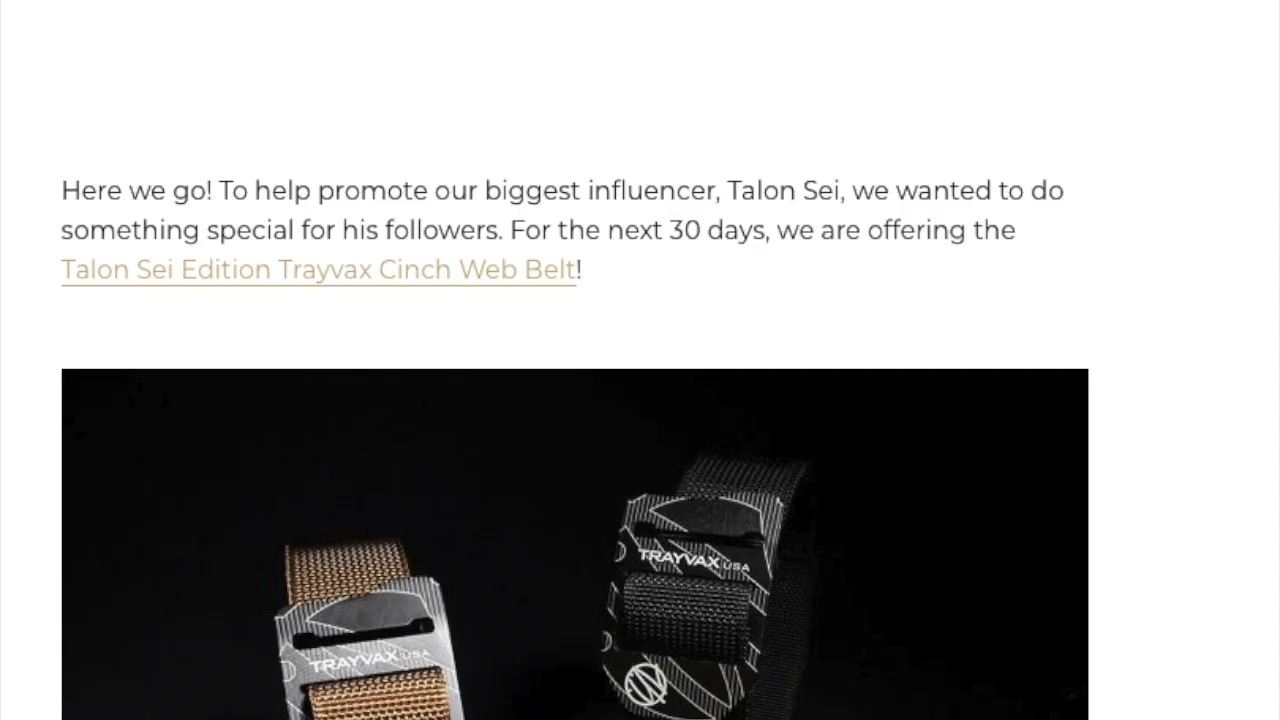 Here we go! To help promote our biggest influencer, Talon Sei, we wanted to do
something special for his followers. For the next 30 days, we are offering the
Talon Sei Edition Trayvax Cinch Web Belt!
TRAYVAX USA
TRAYVAX USA